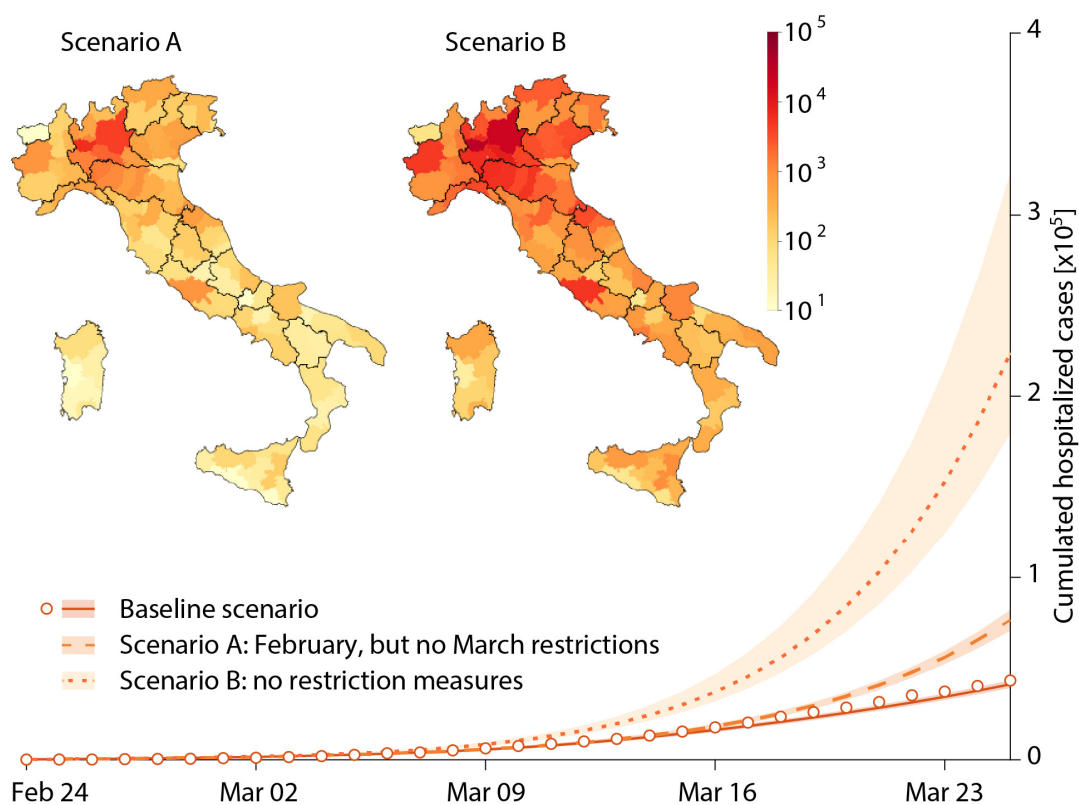 Scenario A
Scenario B
10^5
10^4
10^3
10^2
10^1
4
3
2
1
0
Cumulated hospitalized cases [x10^5]
Baseline scenario
Scenario A: February, but no March restrictions
Scenario B: no restriction measures
Feb 24
Mar 02
Mar 09
Mar 16
Mar 23